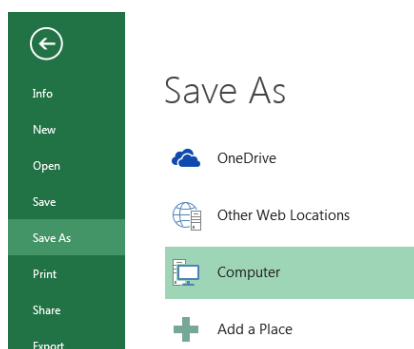 Info
New
Open
Save
Save As
Print
Share
Export
Save As
OneDrive
Other Web Locations
Computer
Add a Place